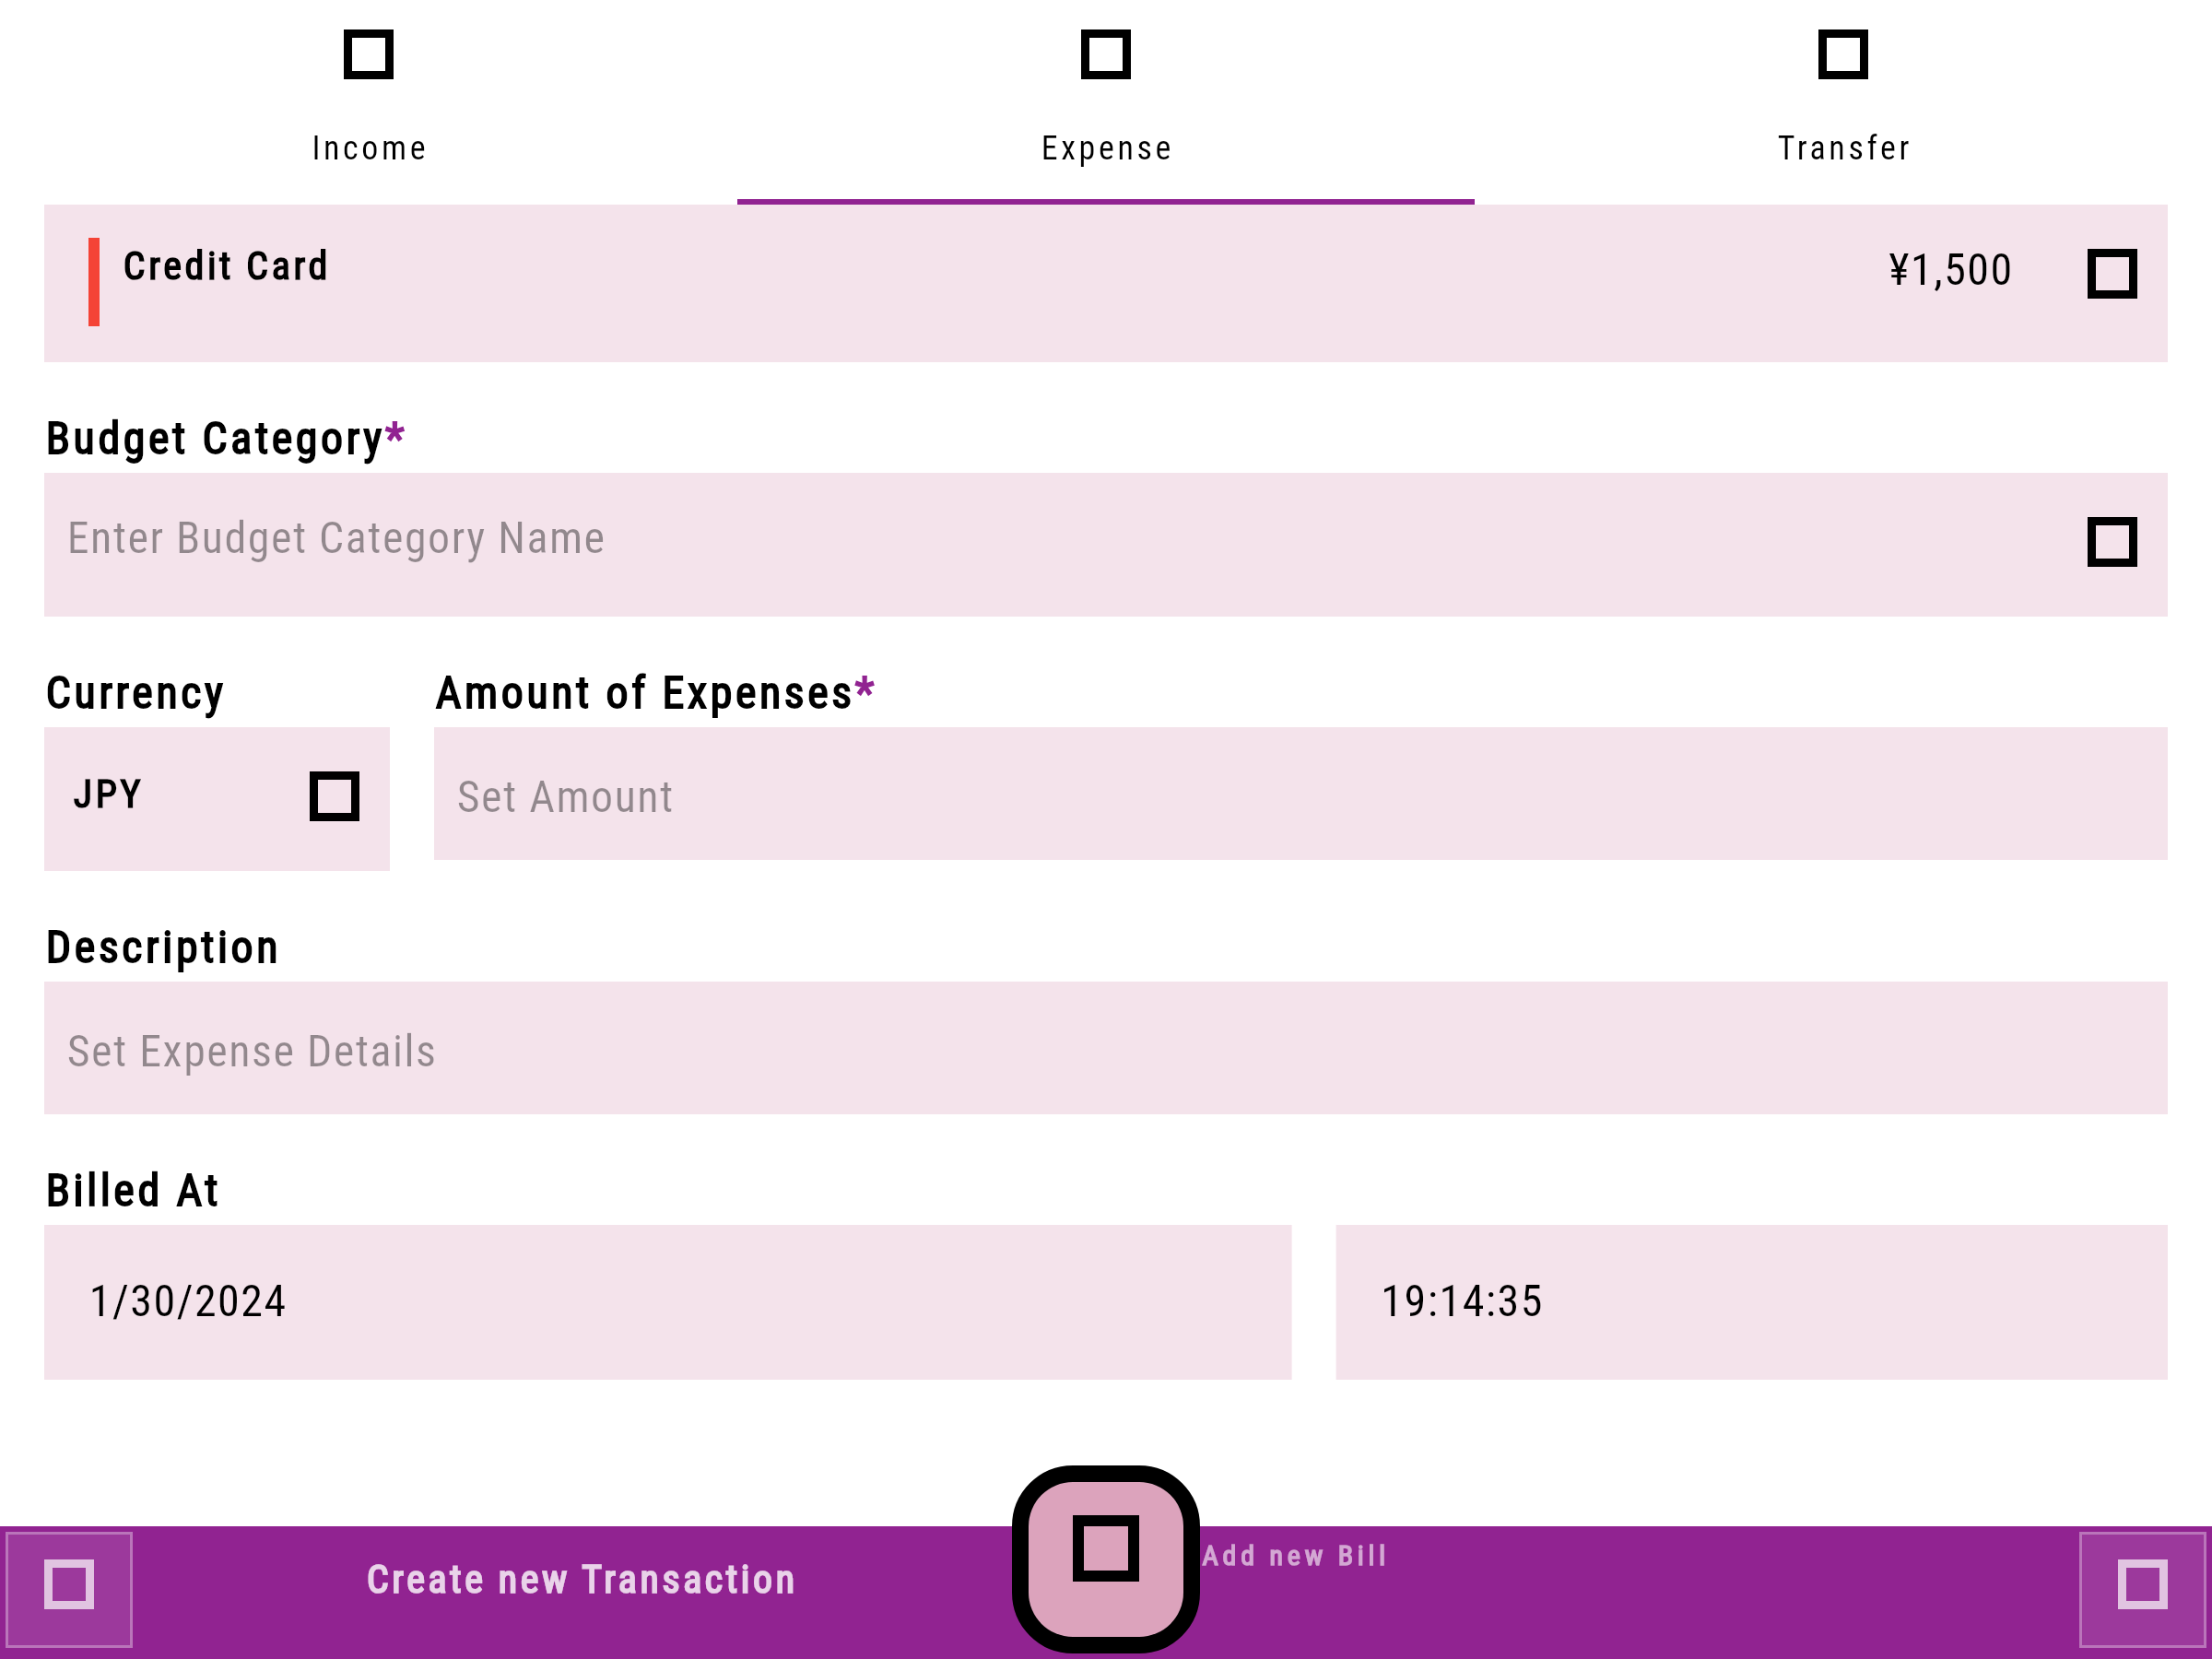 Income
Expense
Transfer
Credit Card
¥1,500
Budget Category*
Enter Budget Category Name
Currency
Amount of Expenses*
JPY
Set Amount
Description
Set Expense Details
Billed At
1/30/2024
19:14:35
Create new Transaction
Add new Bill